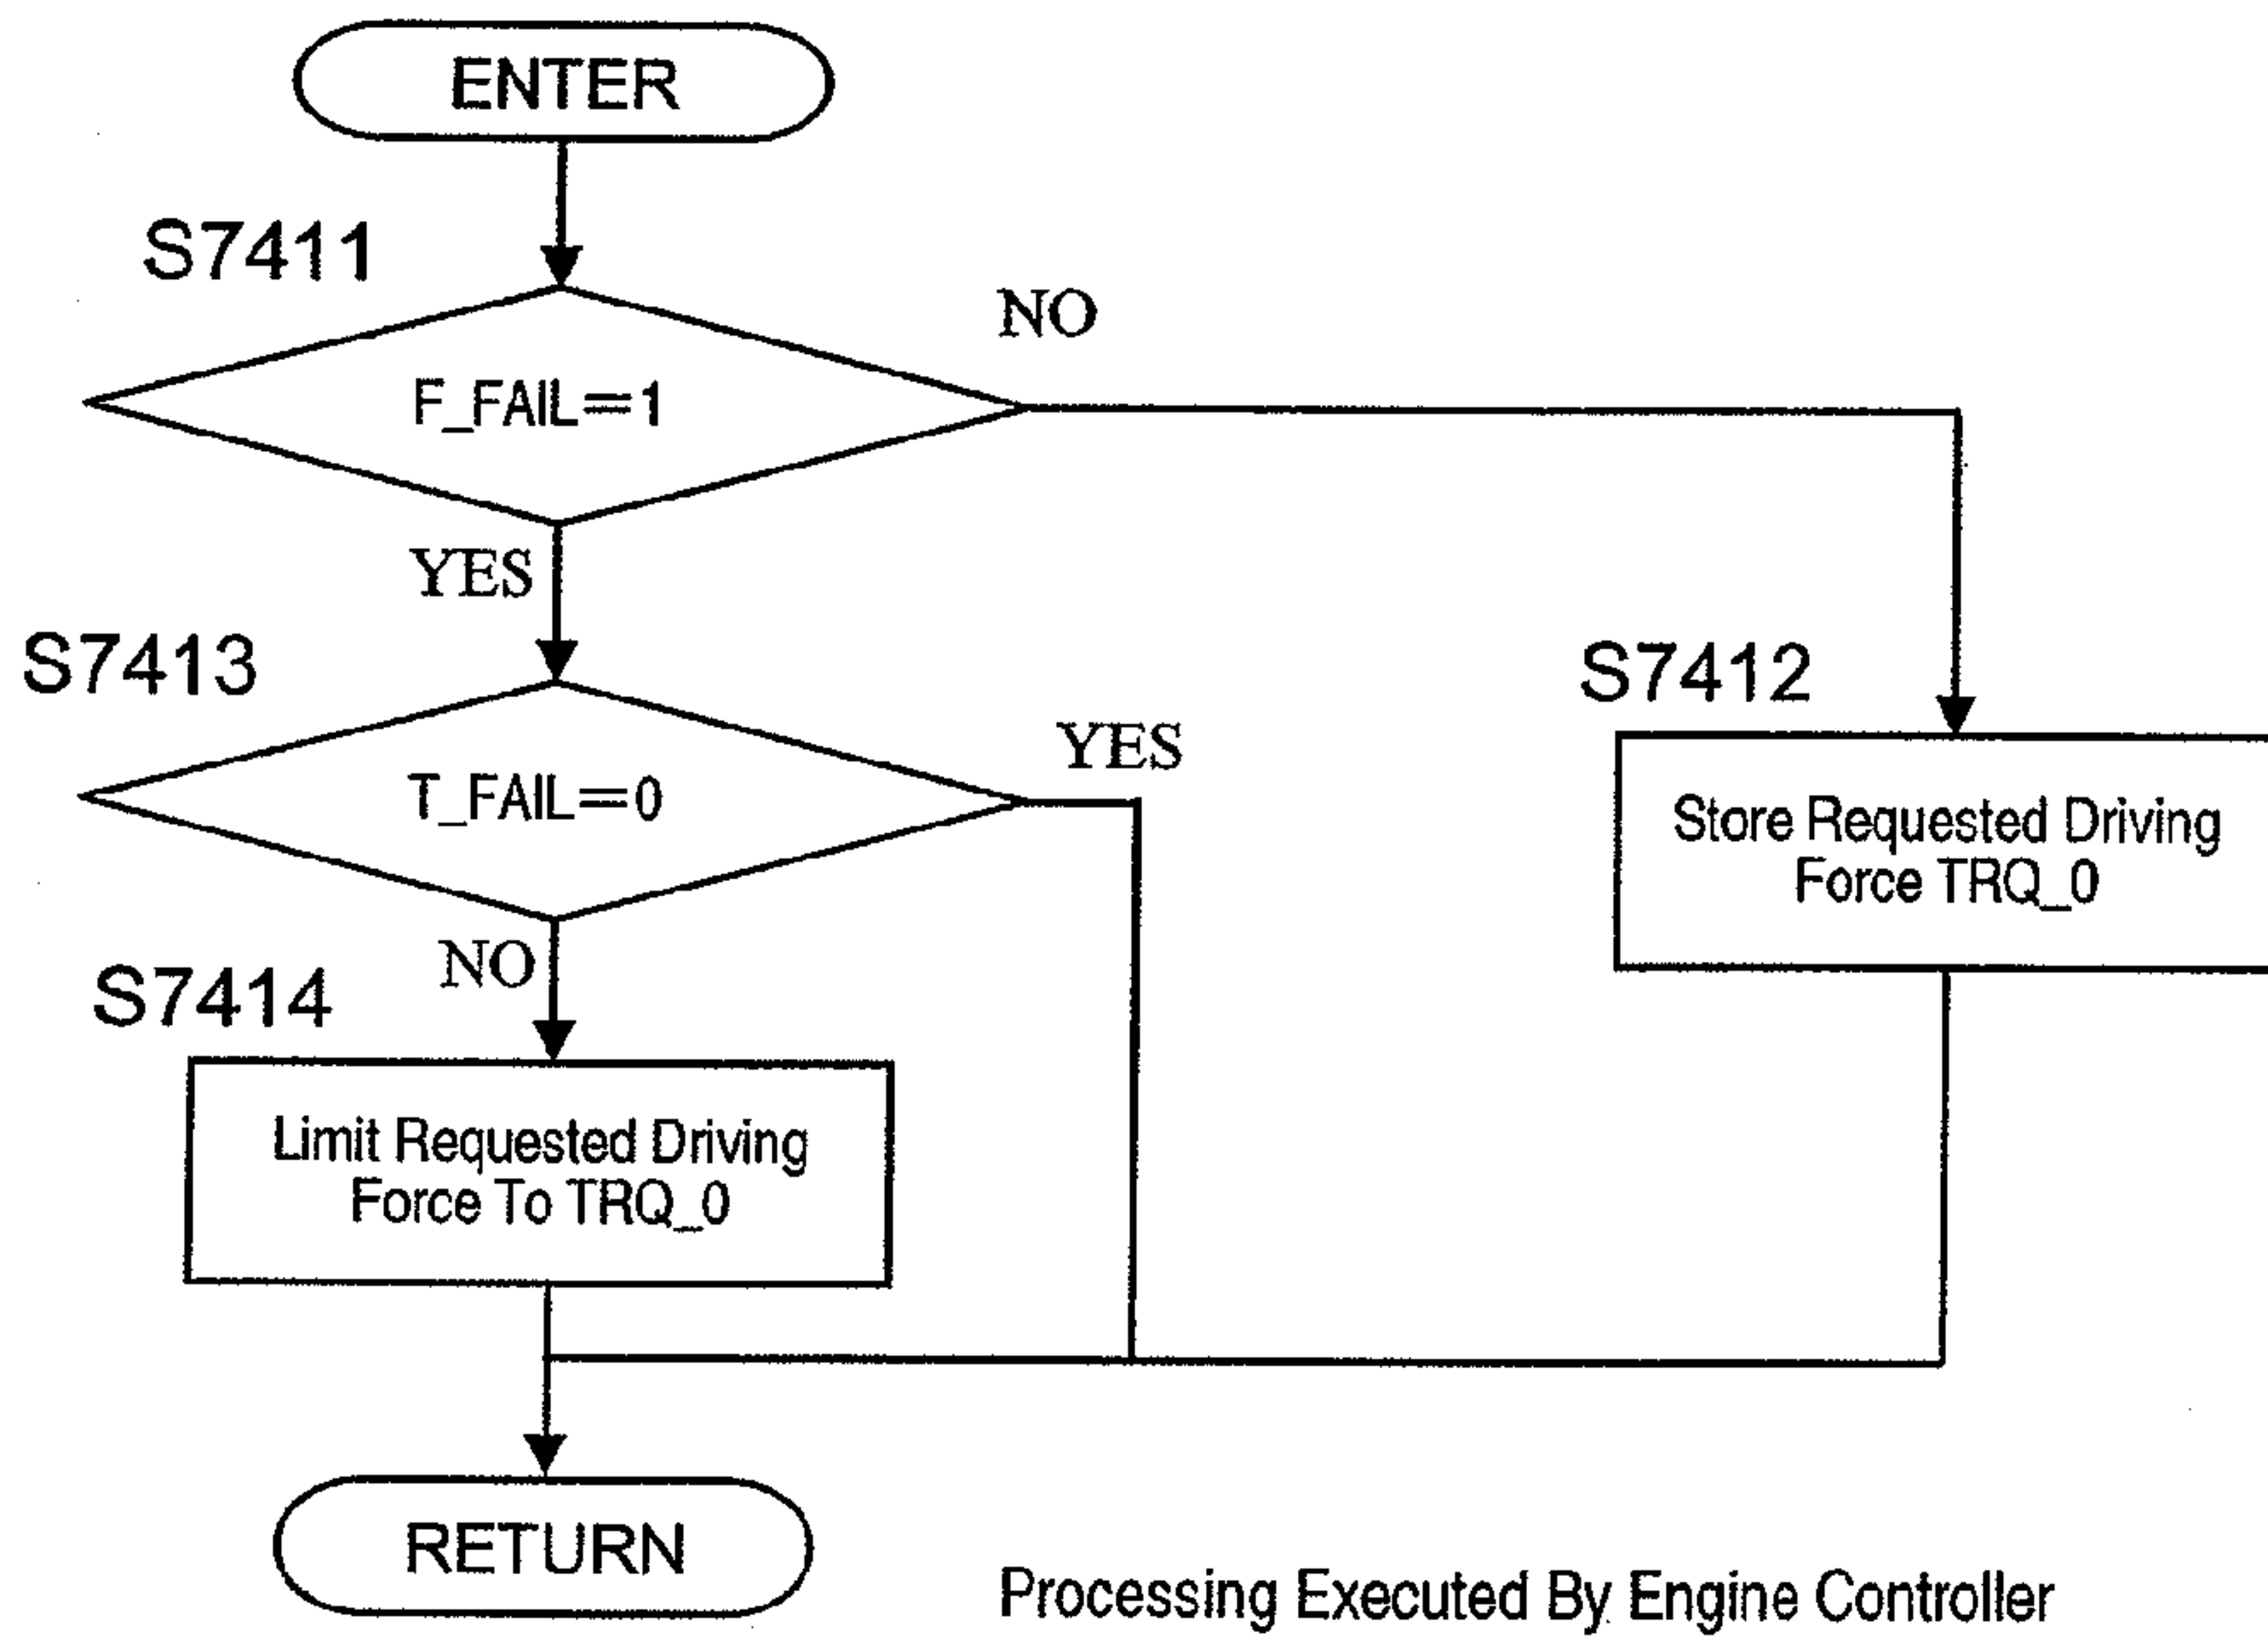 ENTER
S7411
NO
F_FAIL==1
YES
S7413
S7412
YES
T_FAIL==0
Store Requested Driving
Force TRQ_0
NO
S7414
Limit Requested Driving
Force To TRQ_0
RETURN
Processing Executed By Engine Controller